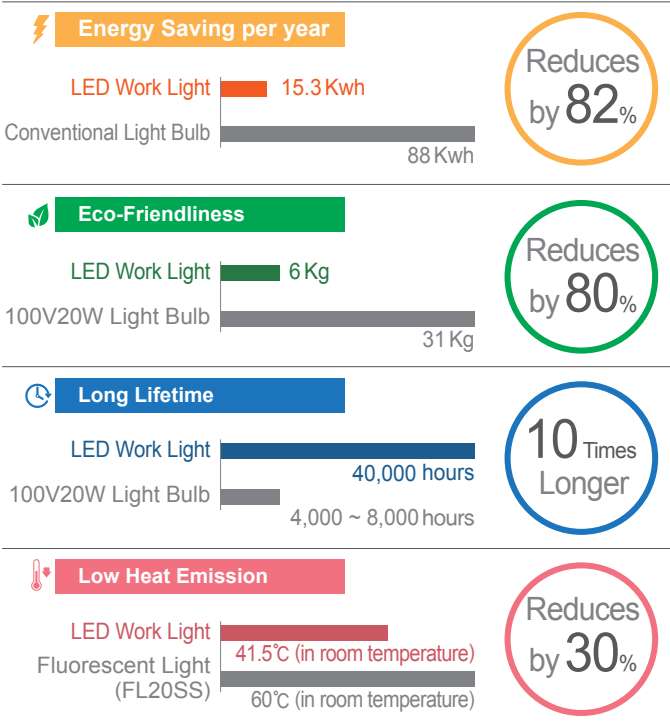 Energy Saving per year
LED Work Light
15.3 Kwh
Conventional Light Bulb
88 Kwh
Reduces
by 82%
Eco-Friendliness
LED Work Light
6 Kg
100V20W Light Bulb
31 Kg
Reduces
by 80%
Long Lifetime
LED Work Light
40,000 hours
100V20W Light Bulb
4,000 ~ 8,000 hours
10 Times
Longer
Low Heat Emission
LED Work Light
41.5℃ (in room temperature)
Fluorescent Light
(FL20SS)
60℃ (in room temperature)
Reduces
by 30%